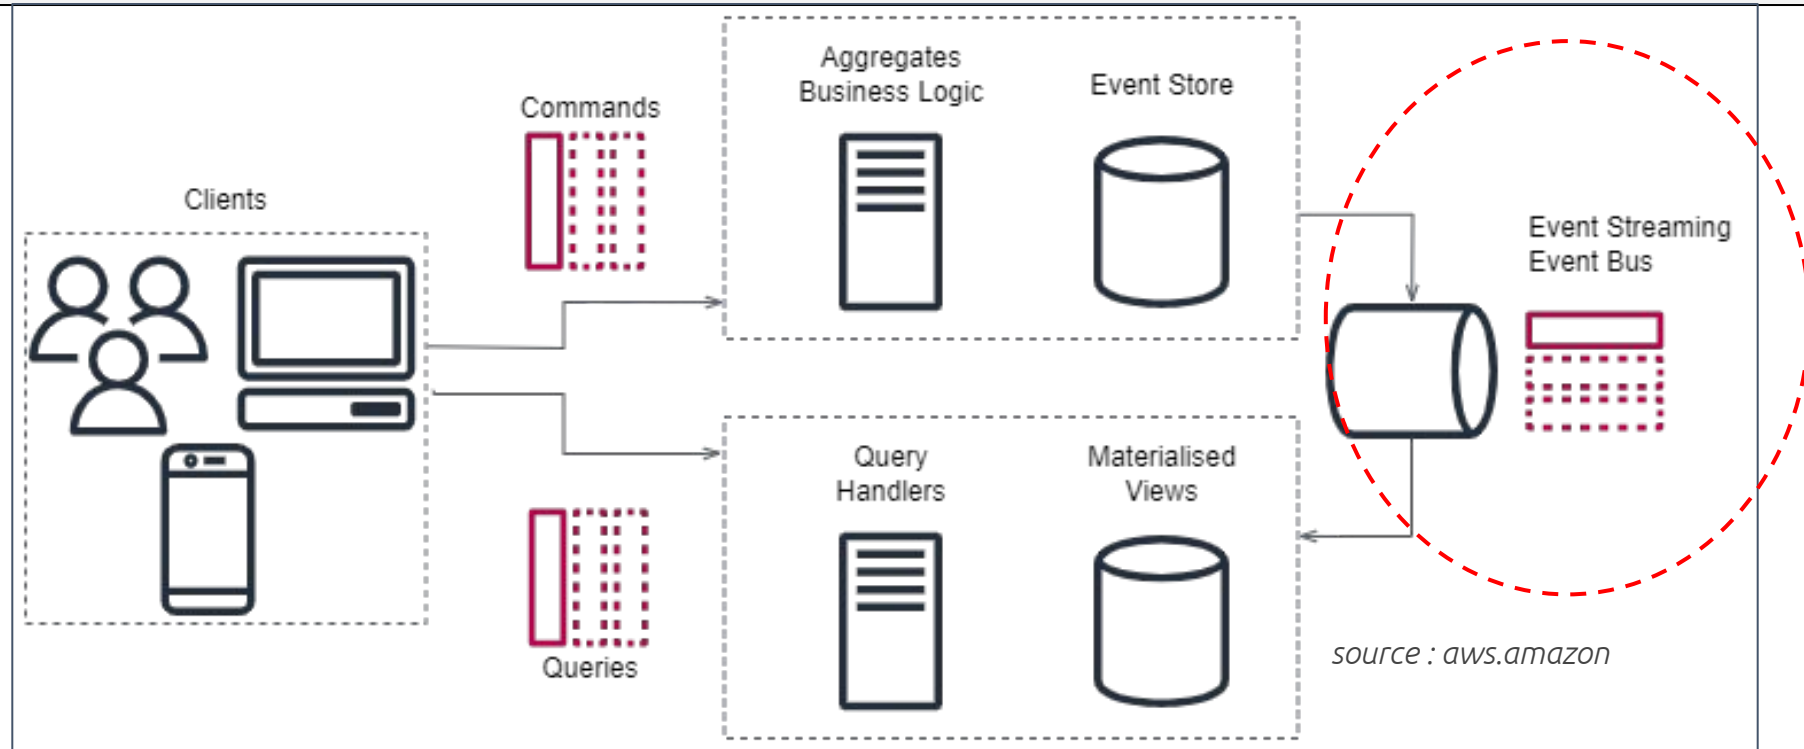 Clients
Commands
Aggregates
Business Logic
Event Store
Event Streaming
Event Bus
Query
Handlers
Materialised
Views
Queries
source : aws.amazon